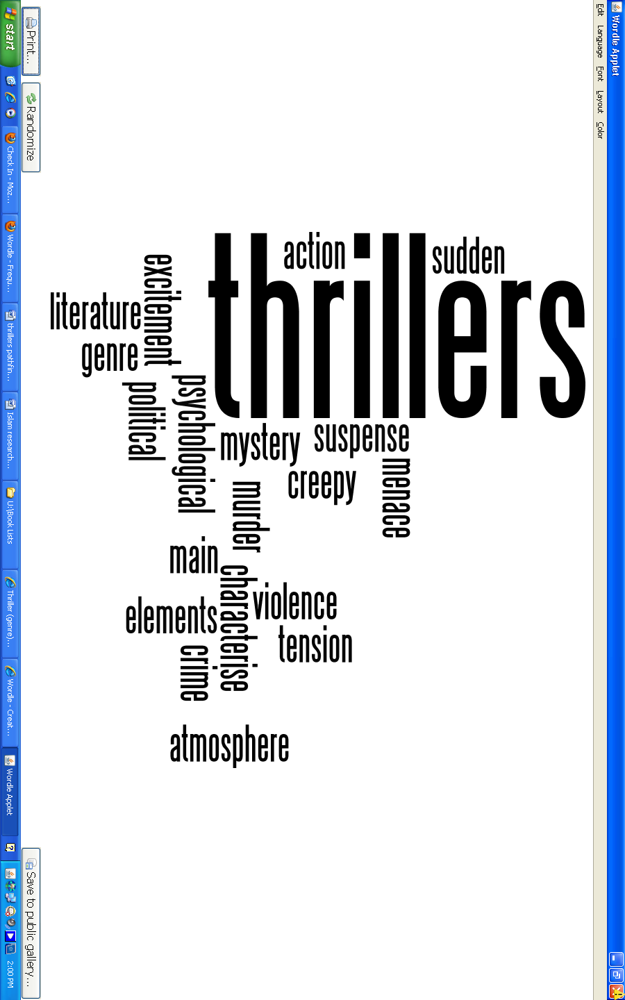 Wordle Applet
Edit Language Font Layout Color
sudden
action
thrillers
excitement
literature
genre
political
psychological
mystery
suspense
creepy
menace
murder
main
characterise
violence
elements
tension
crime
atmosphere
Print...
Randomize
Save to public gallery...
start
Check In - Moz...
Wordle - Frequ...
thrillers pathfin...
Islam research...
U:\Book Lists
Thriller (genre)...
Wordle - Creat...
Wordle Applet
2:00 PM